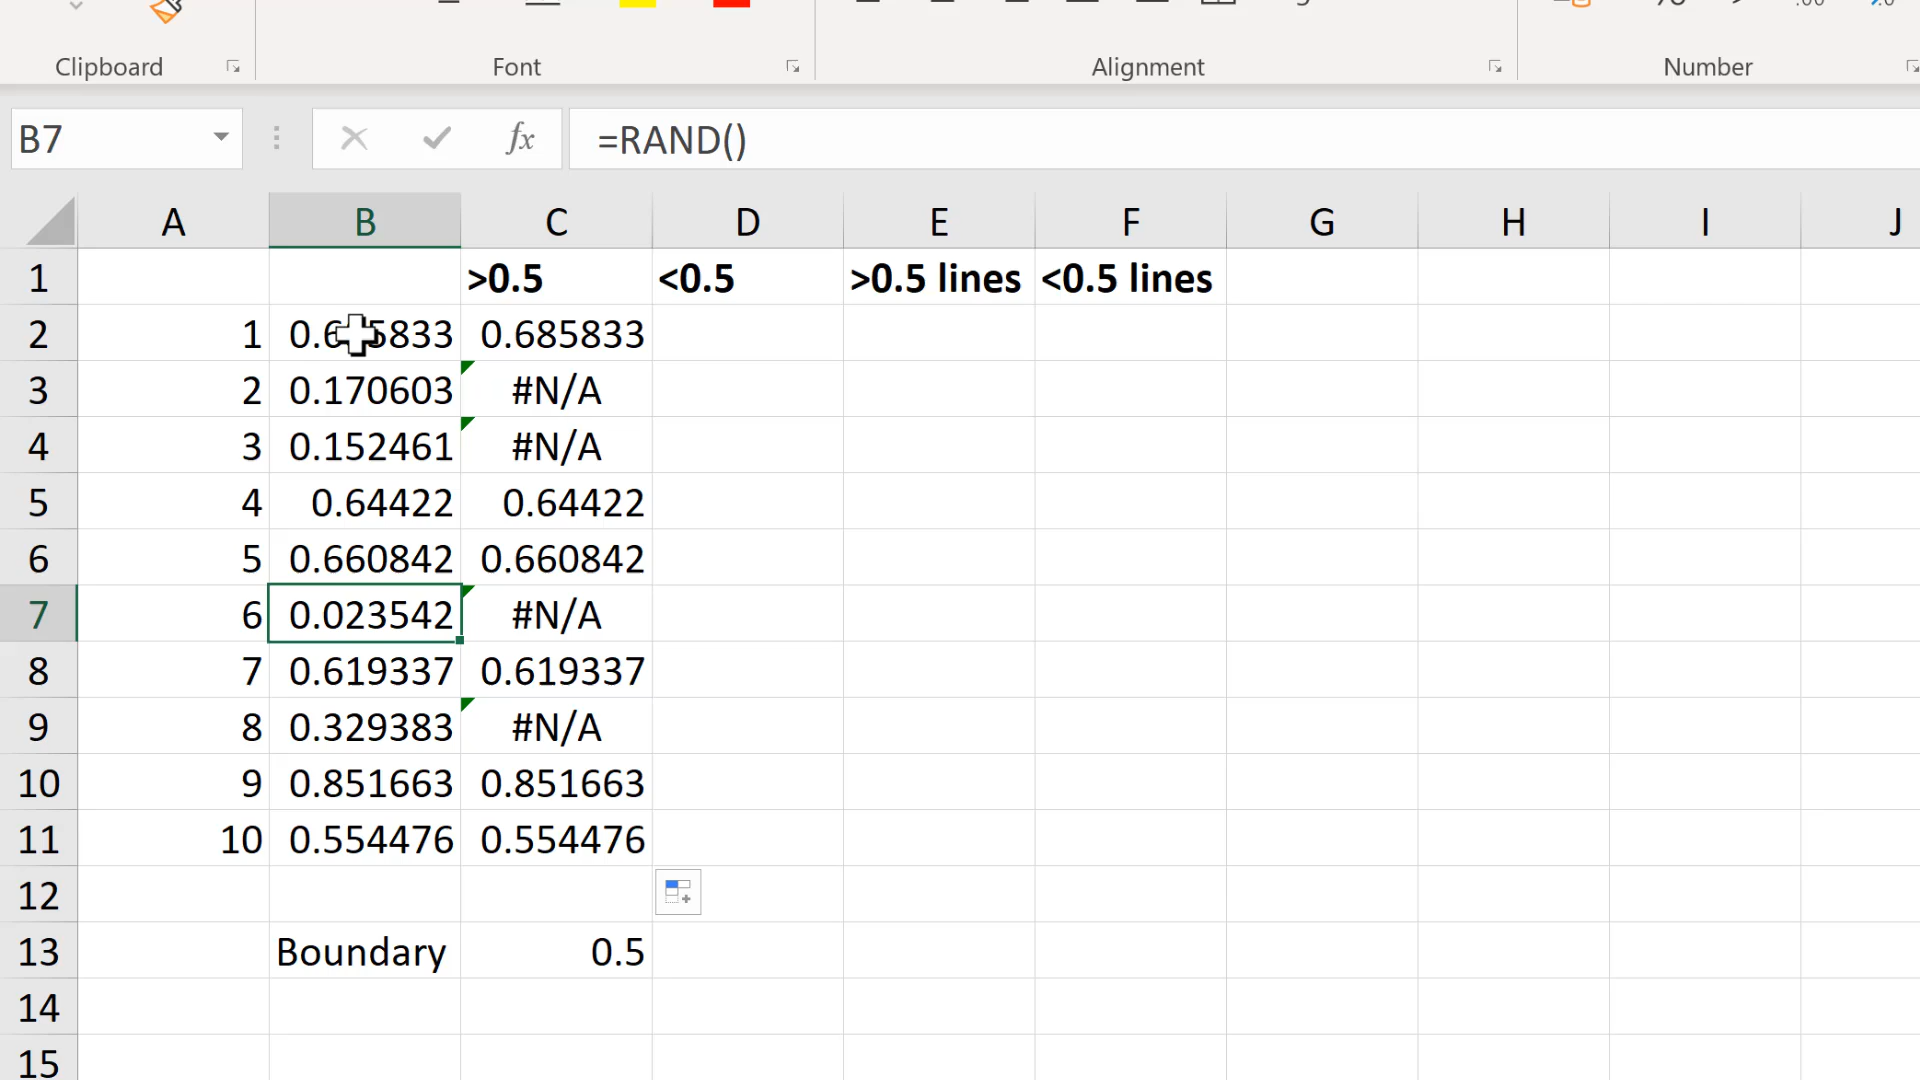 Clipboard Font Alignment Number
B7 fx =RAND()
A B C D E F G H I J
1 >0.5 <0.5 >0.5 lines <0.5 lines
2 1 0.685833
3 2 0.170603 #N/A
4 3 0.152461 #N/A
5 4 0.64422 0.64422
6 5 0.660842 0.660842
7 6 0.023542 #N/A
8 7 0.619337 0.619337
9 8 0.329383 #N/A
10 9 0.851663 0.851663
11 10 0.554476 0.554476
12
13 Boundary 0.5
14
15